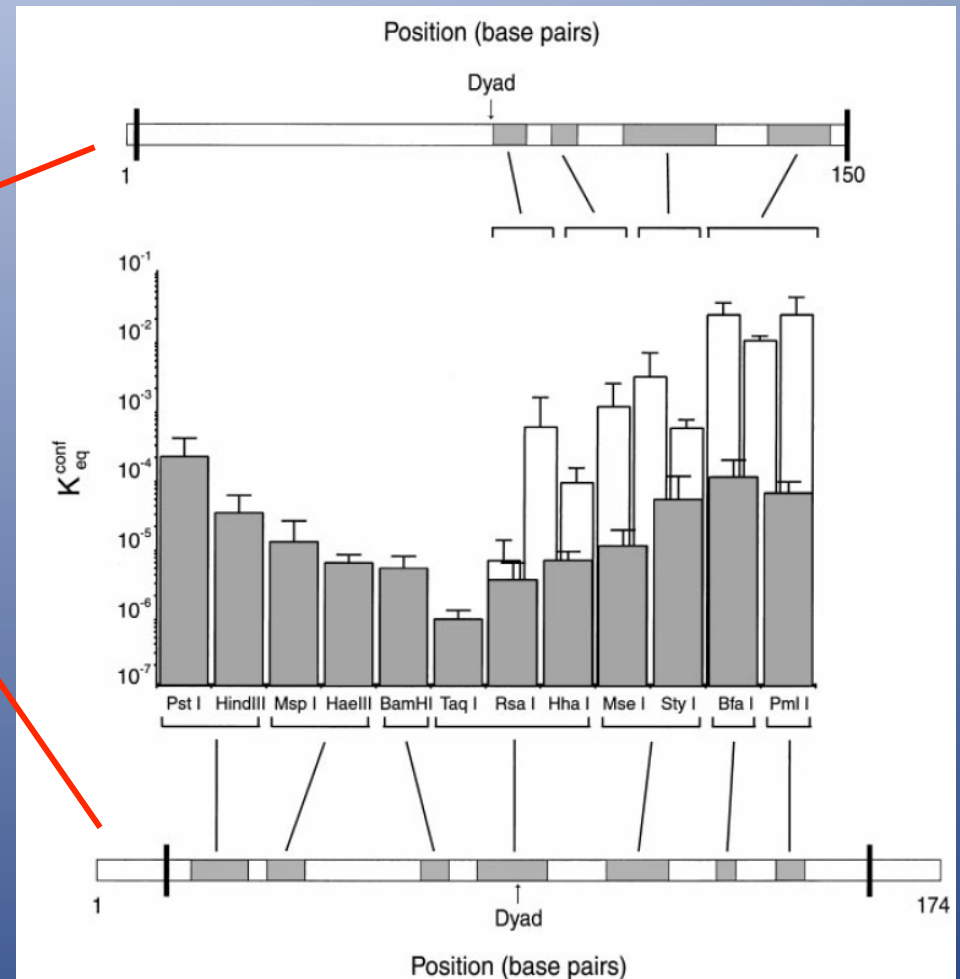 Position (base pairs)
Dyad
1 150
10⁻¹
10⁻²
10⁻³
10⁻⁴
10⁻⁵
10⁻⁶
10⁻⁷
K eq conf
Pst I HindIII Msp I HaeIII BamHI Taq I Rsa I Hha I Mse I Sty I Bfa I Pml I
1 174
Dyad
Position (base pairs)